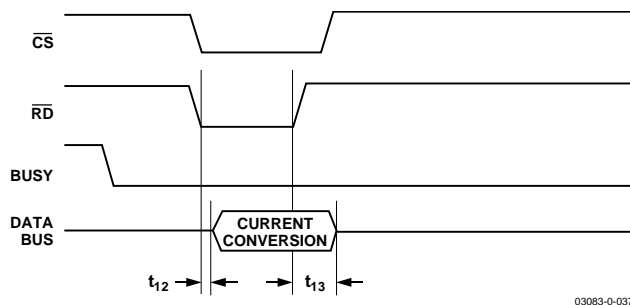 CS
RD
BUSY
DATA
BUS
CURRENT
CONVERSION
t12
t13
03083-0-037